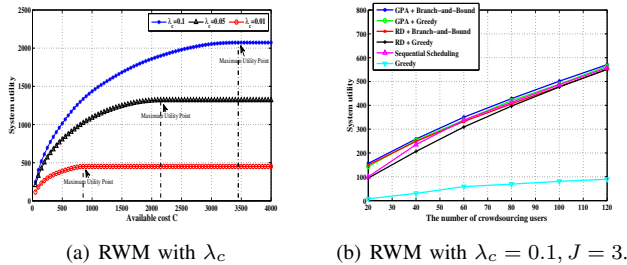 λc=0.1 λc=0.05 λc=0.01
2500
2000
1500
1000
500
0
System utility
Maximum Utility Point
Maximum Utility Point
Maximum Utility Point
0 500 1000 1500 2000 2500 3000 3500 4000
Available cost C
(a) RWM with λc
GPA + Branch−and−Bound
GPA + Greedy
RD + Branch−and−Bound
RD + Greedy
Sequential Scheduling
Greedy
800
700
600
500
400
300
200
100
0
System utility
20 40 60 80 100 120
The number of crowdsourcing users
(b) RWM with λc = 0.1, J = 3.